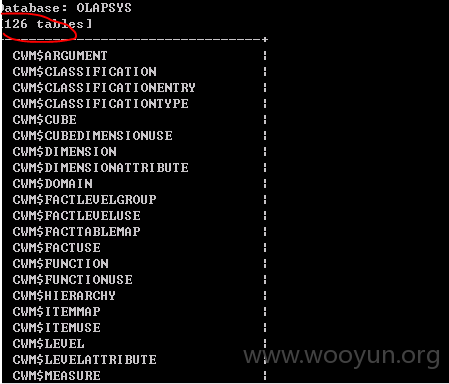 Database: OLAPSYS
[126 tables]
CWM$ARGUMENT
CWM$CLASSIFICATION
CWM$CLASSIFICATIONENTRY
CWM$CLASSIFICATIONTYPE
CWM$CUBE
CWM$CUBEDIMENSIONUSE
CWM$DIMENSION
CWM$DIMENSIONATTRIBUTE
CWM$DOMAIN
CWM$FACTLEVELGROUP
CWM$FACTLEVELUSE
CWM$FACTTABLEMAP
CWM$FACTUSE
CWM$FUNCTION
CWM$FUNCTIONUSE
CWM$HIERARCHY
CWM$ITEMMAP
CWM$ITEMUSE
CWM$LEVEL
CWM$LEVELATTRIBUTE
CWM$MEASURE
www.wooyun.org